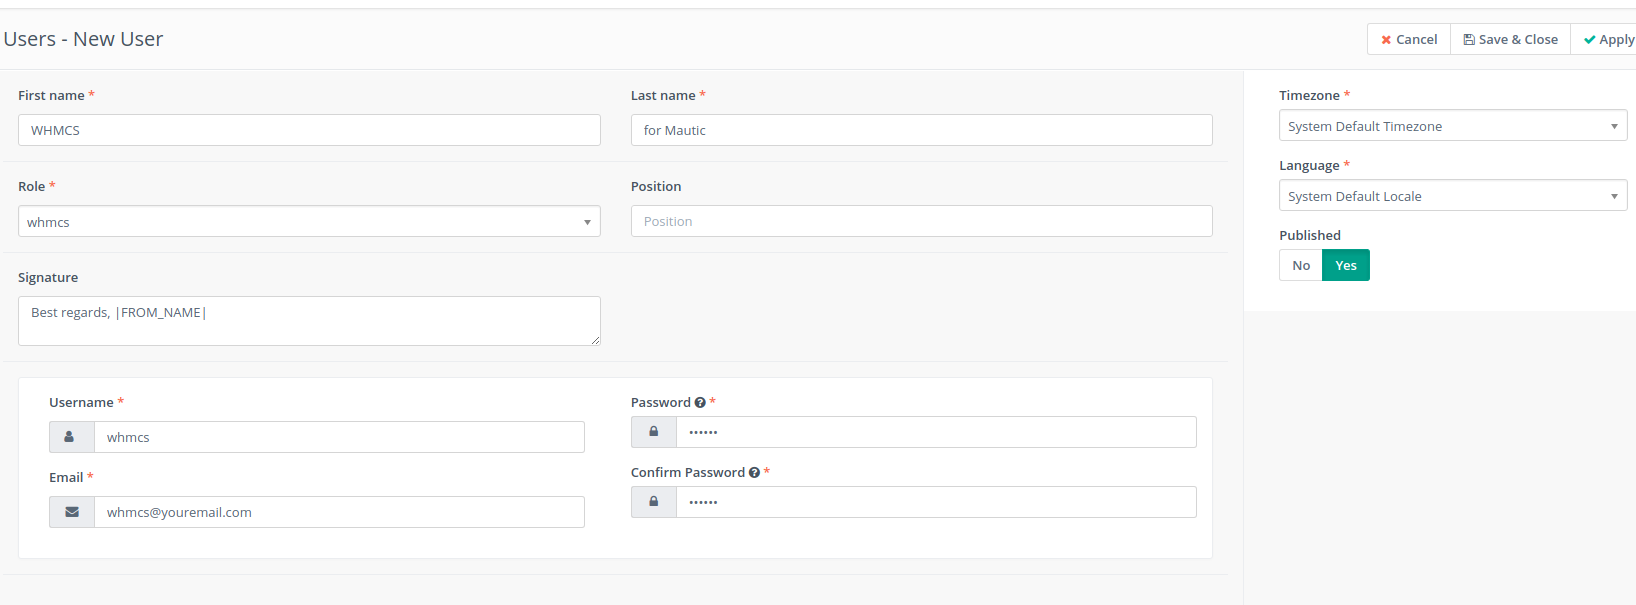 Users - New User
Cancel
Save & Close
Apply
First name *
WHMCS
Last name *
for Mautic
Role *
whmcs
Position
Position
Signature
Best regards, |FROM_NAME|
Username *
whmcs
Password ? *
••••••
Email *
whmcs@youremail.com
Confirm Password ? *
••••••
Timezone *
System Default Timezone
Language *
System Default Locale
Published
No Yes